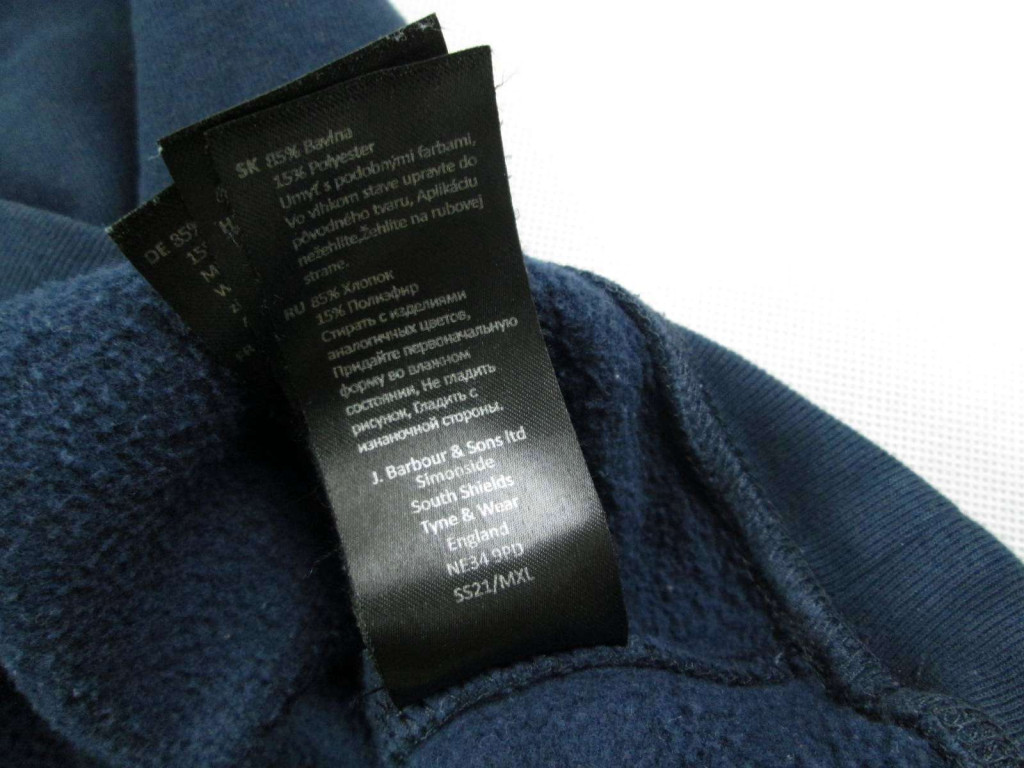 SK 85% Bavlna
15% Polyester
Umyť s podobnými farbami,
Vo vlhkom stave upravte do
pôvodného tvaru, Aplikáciu
nežehlite,Žehlite na rubovej
strane.
RU 85% Хлопок
15% Полиэфир
Стирать с изделиями
аналогичных цветов,
Придайте первоначальную
форму во влажном
состоянии, Не гладить
рисунок, Гладить с
изнаночной стороны.
J. Barbour & Sons ltd
Simonside
South Shields
Tyne & Wear
England
NE34 9PD
SS21/MXL
DE 85%
15
M